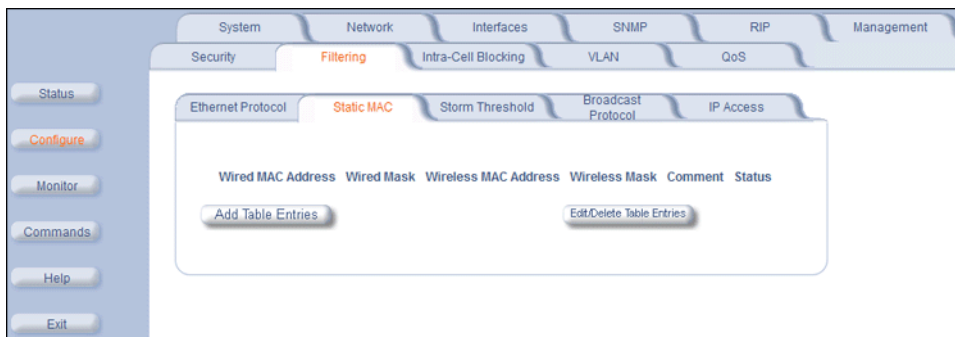 System Network Interfaces SNMP RIP Management
Security Filtering Intra-Cell Blocking VLAN QoS
Status
Configure
Monitor
Commands
Help
Exit
Ethernet Protocol Static MAC Storm Threshold Broadcast Protocol IP Access
Wired MAC Address Wired Mask Wireless MAC Address Wireless Mask Comment Status
Add Table Entries Edit/Delete Table Entries